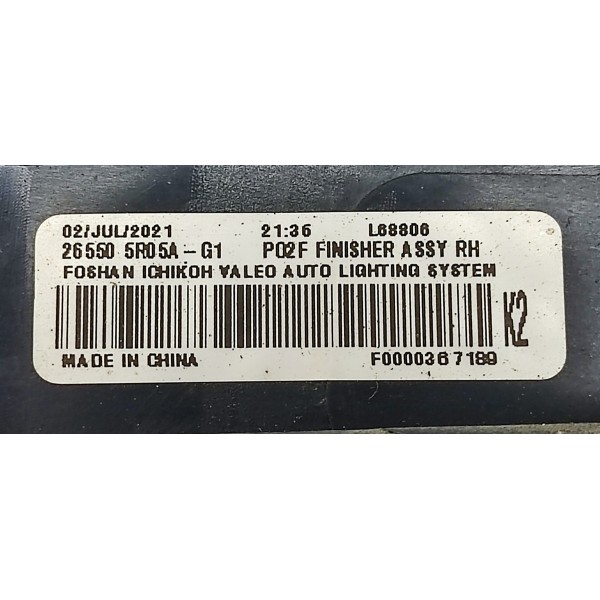 02/JUL/2021 21:36 L68806
26550 5R05A-G1 P02F FINISHER ASSY RH
FOSHAN ICHIKOH VALEO AUTO LIGHTING SYSTEM
K2
MADE IN CHINA F0000367189